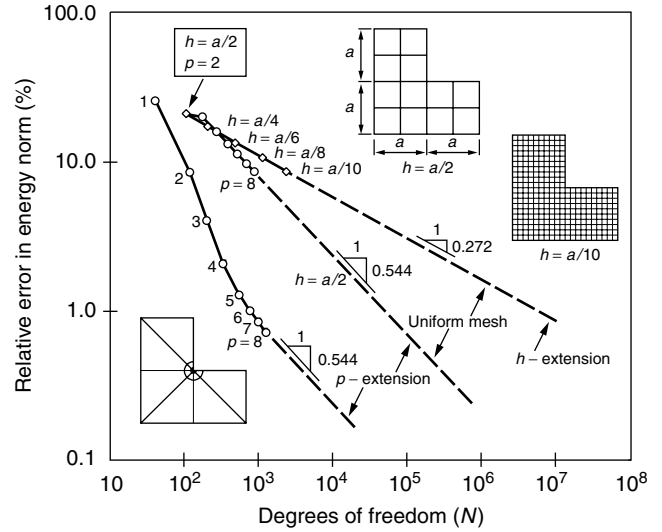 Relative error in energy norm (%)
100.0
10.0
1.0
0.1
h = a/2
p = 2
1
2
3
4
5
6
7
p = 8
h = a/4
h = a/6
h = a/8
h = a/10
p = 8
a
a
a
a
h = a/2
h = a/10
1
0.272
1
0.544
h = a/2
1
0.544
Uniform mesh
p – extension
h – extension
10
10²
10³
10⁴
10⁵
10⁶
10⁷
10⁸
Degrees of freedom (N)